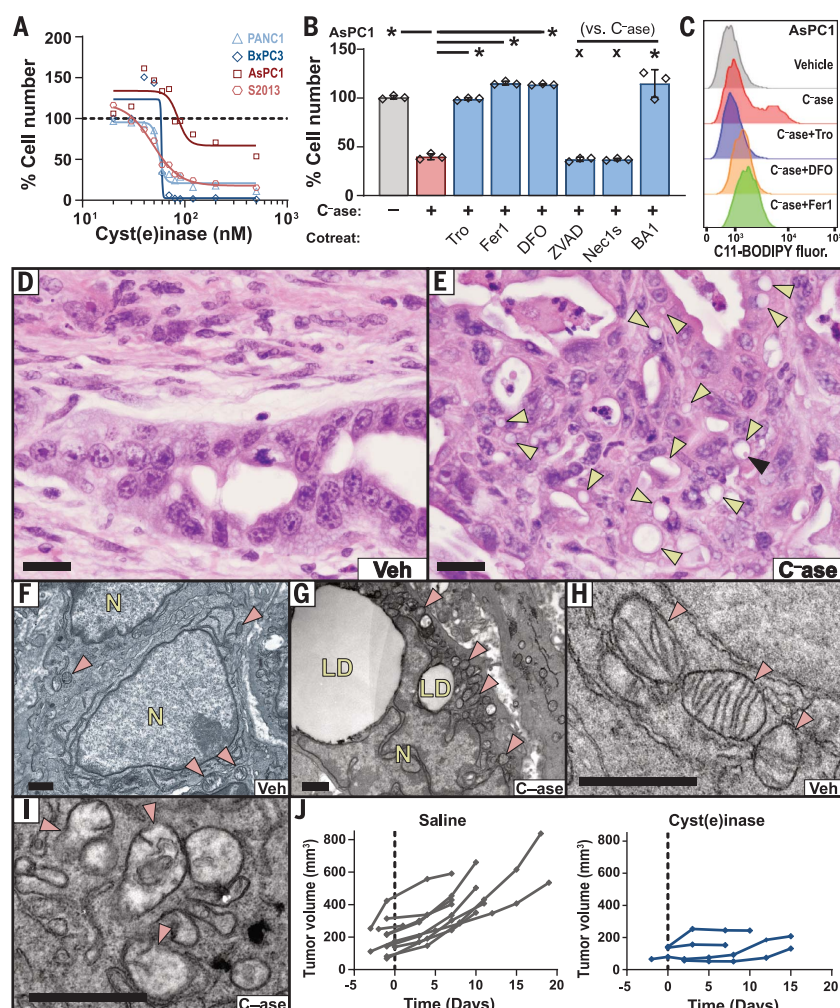 A
PANC1
BxPC3
AsPC1
S2013
200
150
100
50
0
% Cell number
10¹ 10² 10³
Cyst(e)inase (nM)
B
AsPC1
(vs. C⁻ase)
* * * * x x *
150
100
50
0
% Cell number
C⁻ase: – + + + + + + +
Cotreat: Tro Fer1 DFO ZVAD Nec1s BA1
C
AsPC1
Vehicle
C⁻ase
C⁻ase+Tro
C⁻ase+DFO
C⁻ase+Fer1
0 10³ 10⁴ 10⁵
C11-BODIPY fluor.
D
Veh
E
C⁻ase
F
N
N
Veh
G
LD
LD
N
C–ase
H
Veh
I
C–ase
J
Saline
Tumor volume (mm³)
800
600
400
200
0
-5 0 5 10 15 20
Time (Days)
Cyst(e)inase
Tumor volume (mm³)
800
600
400
200
0
-5 0 5 10 15 20
Time (Days)